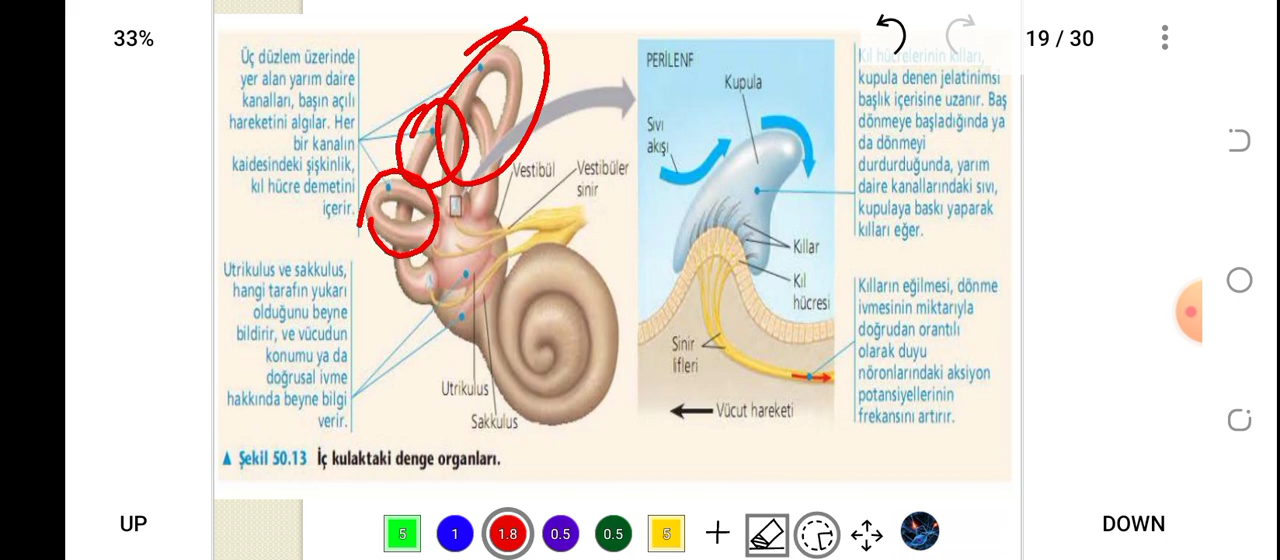 33%
19 / 30
Üç düzlem üzerinde
yer alan yarım daire
kanalları, başın açılı
hareketini algılar. Her
bir kanalın
kaidesindeki şişkinlik,
kıl hücre demetini
içerir.
Utrikulus ve sakkulus,
hangi tarafın yukarı
olduğunu beyne
bildirir, ve vücudun
konumu ya da
doğrusal ivme
hakkında beyne bilgi
verir.
Vestibül
Vestibüler
sinir
Utrikulus
Sakkulus
PERİLENF
Kupula
Sıvı
akışı
Kıllar
Kıl
hücresi
Sinir
lifleri
Vücut hareketi
Kıl hücrelerinin kılları,
kupula denen jelatinimsi
başlık içerisine uzanır. Baş
dönmeye başladığında ya
da dönmeyi
durdurduğunda, yarım
daire kanallarındaki sıvı,
kupulaya baskı yaparak
kılları eğer.
Kılların eğilmesi, dönme
ivmesinin miktarıyla
doğrudan orantılı
olarak duyu
nöronlarındaki aksiyon
potansiyellerinin
frekansını artırır.
▲ Şekil 50.13 İç kulaktaki denge organları.
UP
5
1
1.8
0.5
0.5
5
DOWN